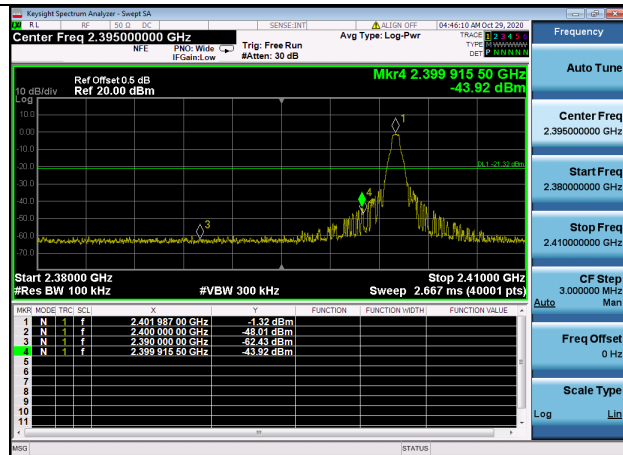 Keysight Spectrum Analyzer - Swept SA
RL RF 50 Ω DC SENSE:INT ALIGN OFF 04:46:10 AM Oct 29, 2020
Center Freq 2.395000000 GHz
NFE PNO: Wide IFGain:Low
Trig: Free Run #Atten: 30 dB
Avg Type: Log-Pwr
TRACE 1 2 3 4 5 6
TYPE M WWWWW
DET P NNNNN
Ref Offset 0.5 dB
10 dB/div Ref 20.00 dBm
Log
Mkr4 2.399 915 50 GHz
-43.92 dBm
10.0
0.00
-10.0
-20.0
-30.0
-40.0
-50.0
-60.0
-70.0
1
DL1 -21.32 dBm
4
3
Start 2.38000 GHz Stop 2.41000 GHz
#Res BW 100 kHz #VBW 300 kHz Sweep 2.667 ms (40001 pts)
MKR MODE TRC SCL X Y FUNCTION FUNCTION WIDTH FUNCTION VALUE
1 N 1 f 2.401 987 00 GHz -1.32 dBm
2 N 1 f 2.400 000 00 GHz -48.01 dBm
3 N 1 f 2.390 000 00 GHz -62.43 dBm
4 N 1 f 2.399 915 50 GHz -43.92 dBm
5
6
7
8
9
10
11
MSG STATUS
Frequency
Auto Tune
Center Freq
2.395000000 GHz
Start Freq
2.380000000 GHz
Stop Freq
2.410000000 GHz
CF Step
3.000000 MHz
Auto Man
Freq Offset
0 Hz
Scale Type
Log Lin